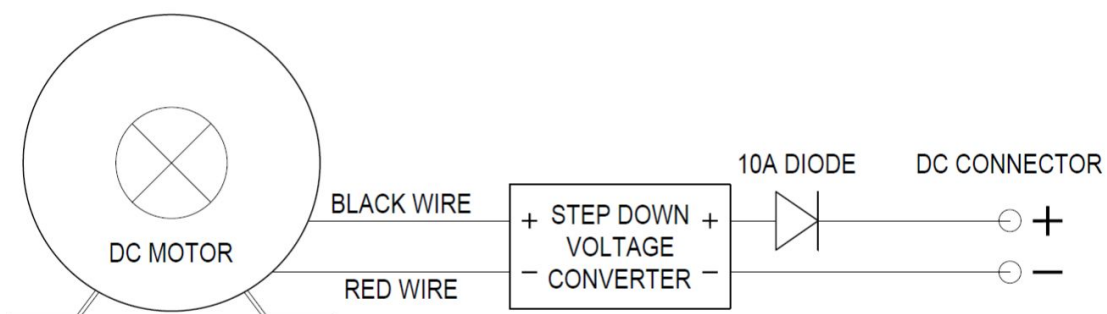 10A DIODE DC CONNECTOR
BLACK WIRE
+ STEP DOWN + +
DC MOTOR VOLTAGE
− CONVERTER − −
RED WIRE